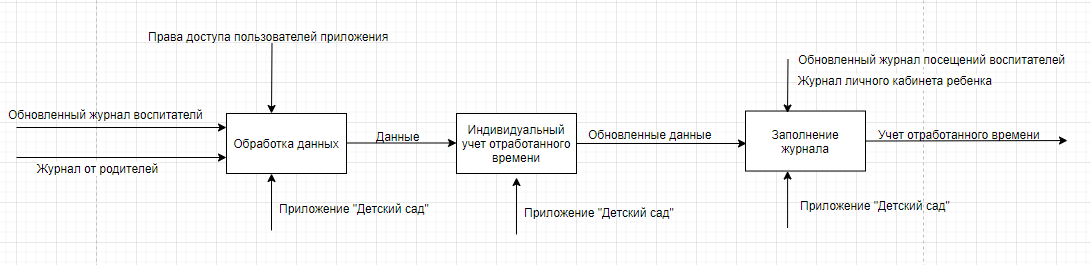 Права доступа пользователей приложения
Обновленный журнал посещений воспитателей
Журнал личного кабинета ребенка
Обновленный журнал воспитателй
Обработка данных
Данные
Индивидуальный
учет отработанного
времени
Обновленные данные
Заполнение
журнала
Учет отработанного времени
Журнал от родителей
Приложение "Детский сад"
Приложение "Детский сад"
Приложение "Детский сад"